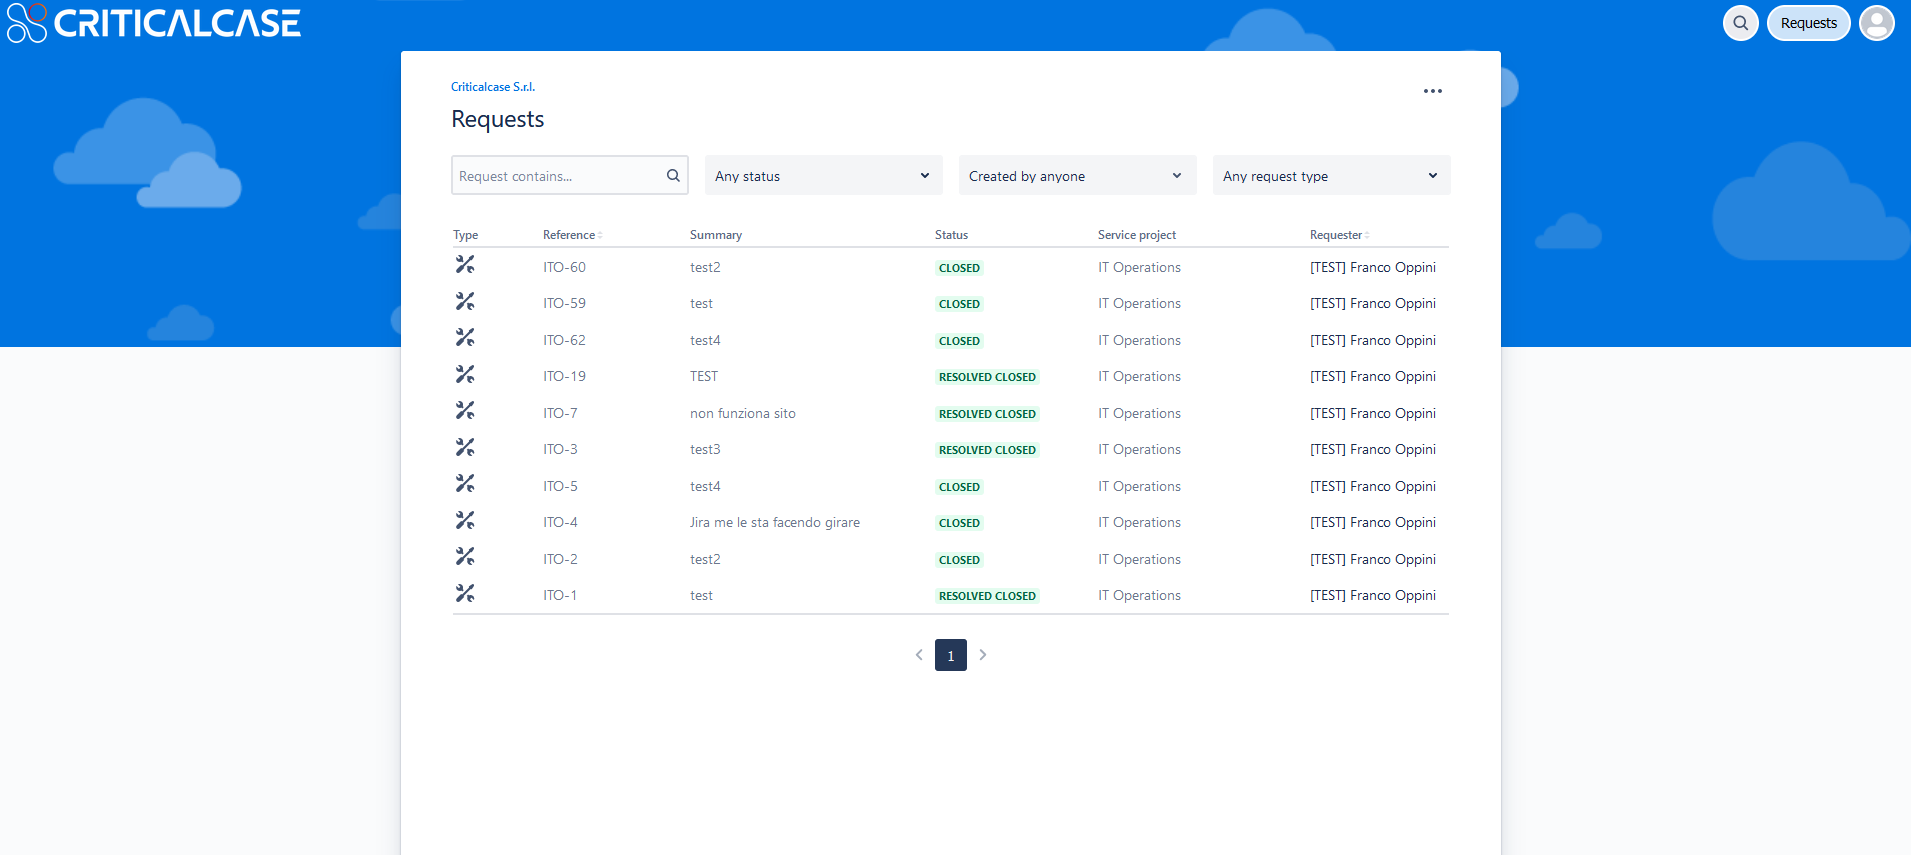 CRITICALCASE
Requests
Criticalcase S.r.l.
Requests
Request contains...
Any status
Created by anyone
Any request type
Type Reference Summary Status Service project Requester
ITO-60 test2 CLOSED IT Operations [TEST] Franco Oppini
ITO-59 test CLOSED IT Operations [TEST] Franco Oppini
ITO-62 test4 CLOSED IT Operations [TEST] Franco Oppini
ITO-19 TEST RESOLVED CLOSED IT Operations [TEST] Franco Oppini
ITO-7 non funziona sito RESOLVED CLOSED IT Operations [TEST] Franco Oppini
ITO-3 test3 RESOLVED CLOSED IT Operations [TEST] Franco Oppini
ITO-5 test4 CLOSED IT Operations [TEST] Franco Oppini
ITO-4 Jira me le sta facendo girare CLOSED IT Operations [TEST] Franco Oppini
ITO-2 test2 CLOSED IT Operations [TEST] Franco Oppini
ITO-1 test RESOLVED CLOSED IT Operations [TEST] Franco Oppini
1